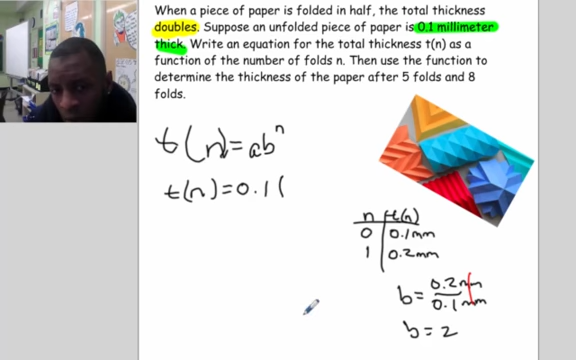 When a piece of paper is folded in half, the total thickness
doubles. Suppose an unfolded piece of paper is 0.1 millimeter
thick. Write an equation for the total thickness t(n) as a
function of the number of folds n. Then use the function to
determine the thickness of the paper after 5 folds and 8
folds.
t(n)=abⁿ
t(n)=0.1(
n t(n)
0 0.1mm
1 0.2mm
b = 0.2mm
0.1mm
b = 2